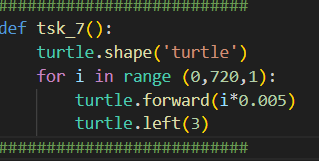 ##########################
def tsk_7():
    turtle.shape('turtle')
    for i in range (0,720,1):
        turtle.forward(i*0.005)
        turtle.left(3)
##########################